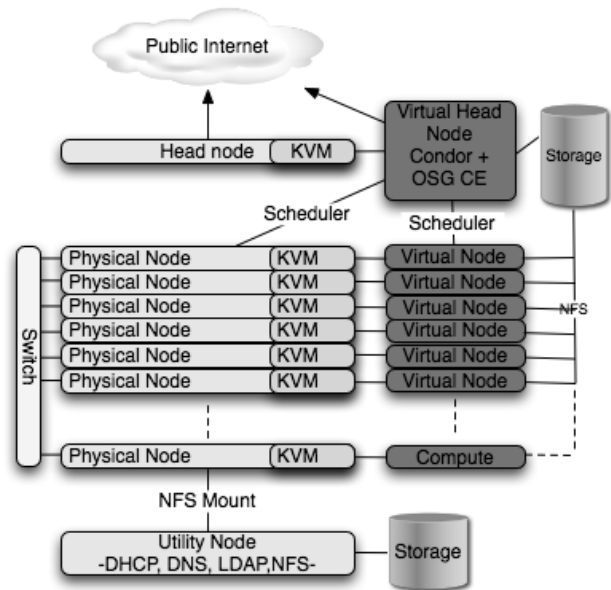 Public Internet
Virtual Head
Node
Condor +
OSG CE
Storage
Head node
KVM
Scheduler
Scheduler
Switch
Physical Node
KVM
Virtual Node
Physical Node
KVM
Virtual Node
Physical Node
KVM
Virtual Node
NFS
Physical Node
KVM
Virtual Node
Physical Node
KVM
Virtual Node
Physical Node
KVM
Virtual Node
Physical Node
KVM
Compute
NFS Mount
Utility Node
-DHCP, DNS, LDAP,NFS-
Storage